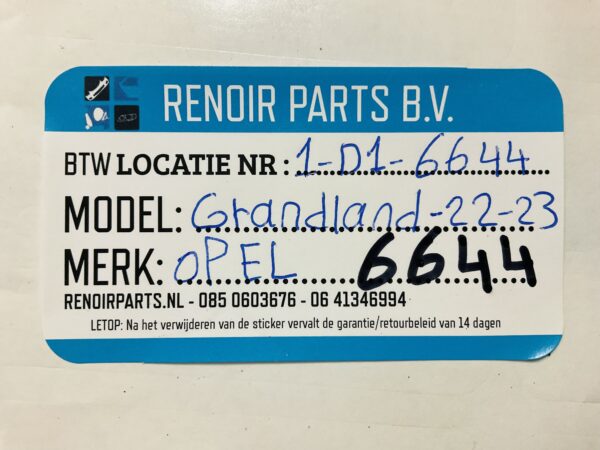 RENOIR PARTS B.V.
BTW LOCATIE NR : 1-D1-6644
MODEL: Grandland-22-23
MERK: OPEL 6644
RENOIRPARTS.NL - 085 0603676 - 06 41346994
LETOP: Na het verwijderen van de sticker vervalt de garantie/retourbeleid van 14 dagen